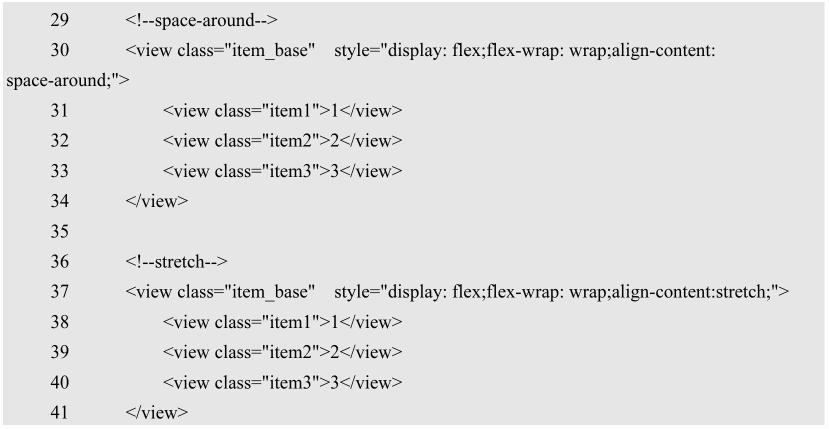 29 <!--space-around-->
30 <view class="item_base" style="display: flex;flex-wrap: wrap;align-content:
space-around;">
31 <view class="item1">1</view>
32 <view class="item2">2</view>
33 <view class="item3">3</view>
34 </view>
35
36 <!--stretch-->
37 <view class="item_base" style="display: flex;flex-wrap: wrap;align-content:stretch;">
38 <view class="item1">1</view>
39 <view class="item2">2</view>
40 <view class="item3">3</view>
41 </view>